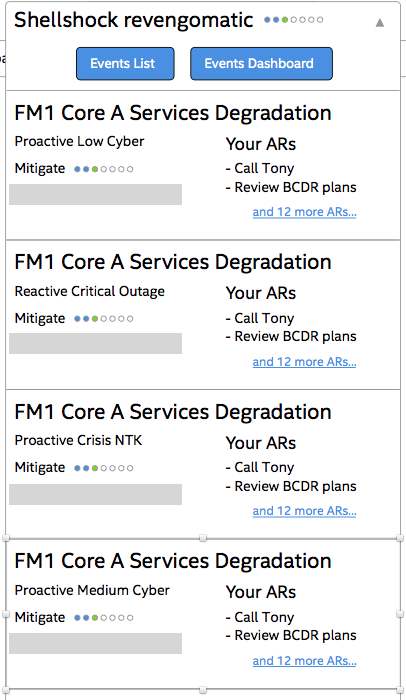 Shellshock revengomatic
Events List
Events Dashboard
FM1 Core A Services Degradation
Proactive Low Cyber
Your ARs
Mitigate
- Call Tony
- Review BCDR plans
and 12 more ARs...
FM1 Core A Services Degradation
Reactive Critical Outage
Your ARs
Mitigate
- Call Tony
- Review BCDR plans
and 12 more ARs...
FM1 Core A Services Degradation
Proactive Crisis NTK
Your ARs
Mitigate
- Call Tony
- Review BCDR plans
and 12 more ARs...
FM1 Core A Services Degradation
Proactive Medium Cyber
Your ARs
Mitigate
- Call Tony
- Review BCDR plans
and 12 more ARs...